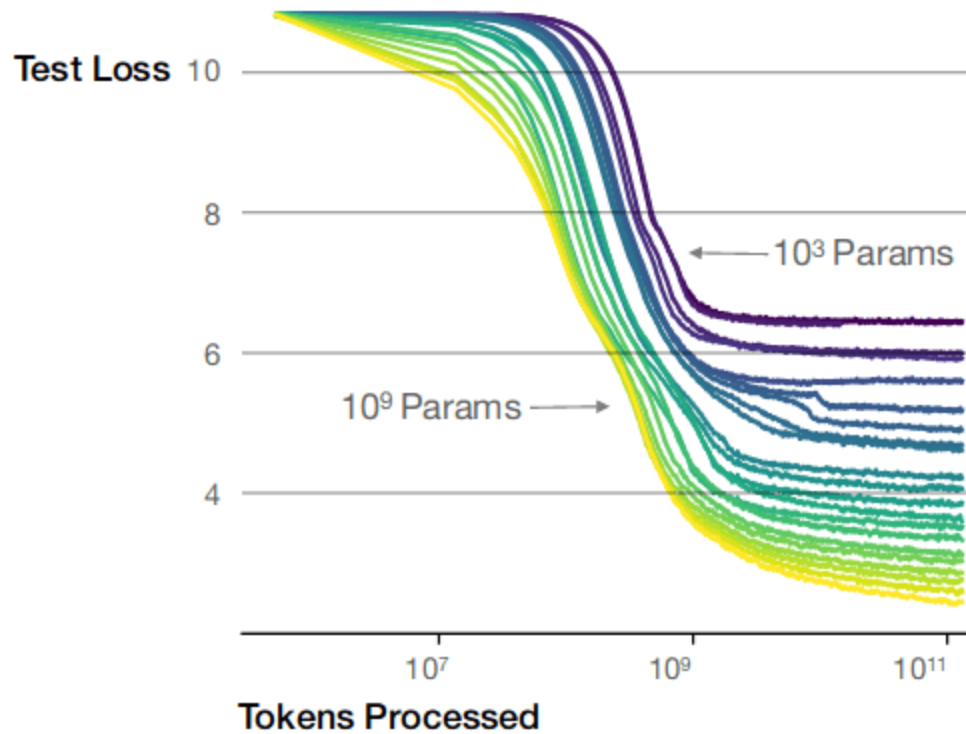 Test Loss 10
8
10³ Params
6
10⁹ Params
4
10⁷ 10⁹ 10¹¹
Tokens Processed